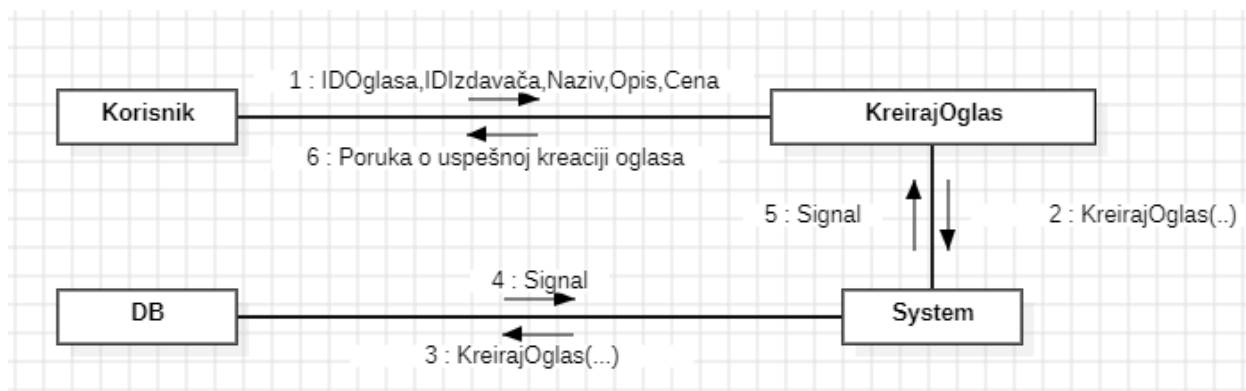 1 : IDOglasa,IDIzdavača,Naziv,Opis,Cena
Korisnik
KreirajOglas
6 : Poruka o uspešnoj kreaciji oglasa
5 : Signal
2 : KreirajOglas(..)
4 : Signal
DB
System
3 : KreirajOglas(...)